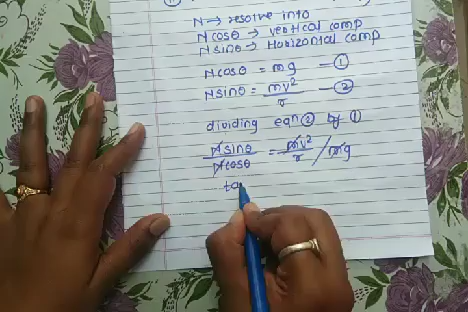 N → resolve into
N cosθ → vertical comp
N sinθ → Horizontal comp
N cosθ = mg — ①
N sinθ = mv²/r — ②
dividing eqn ② by ①
N sinθ / N cosθ = mv²/r / mg
ta